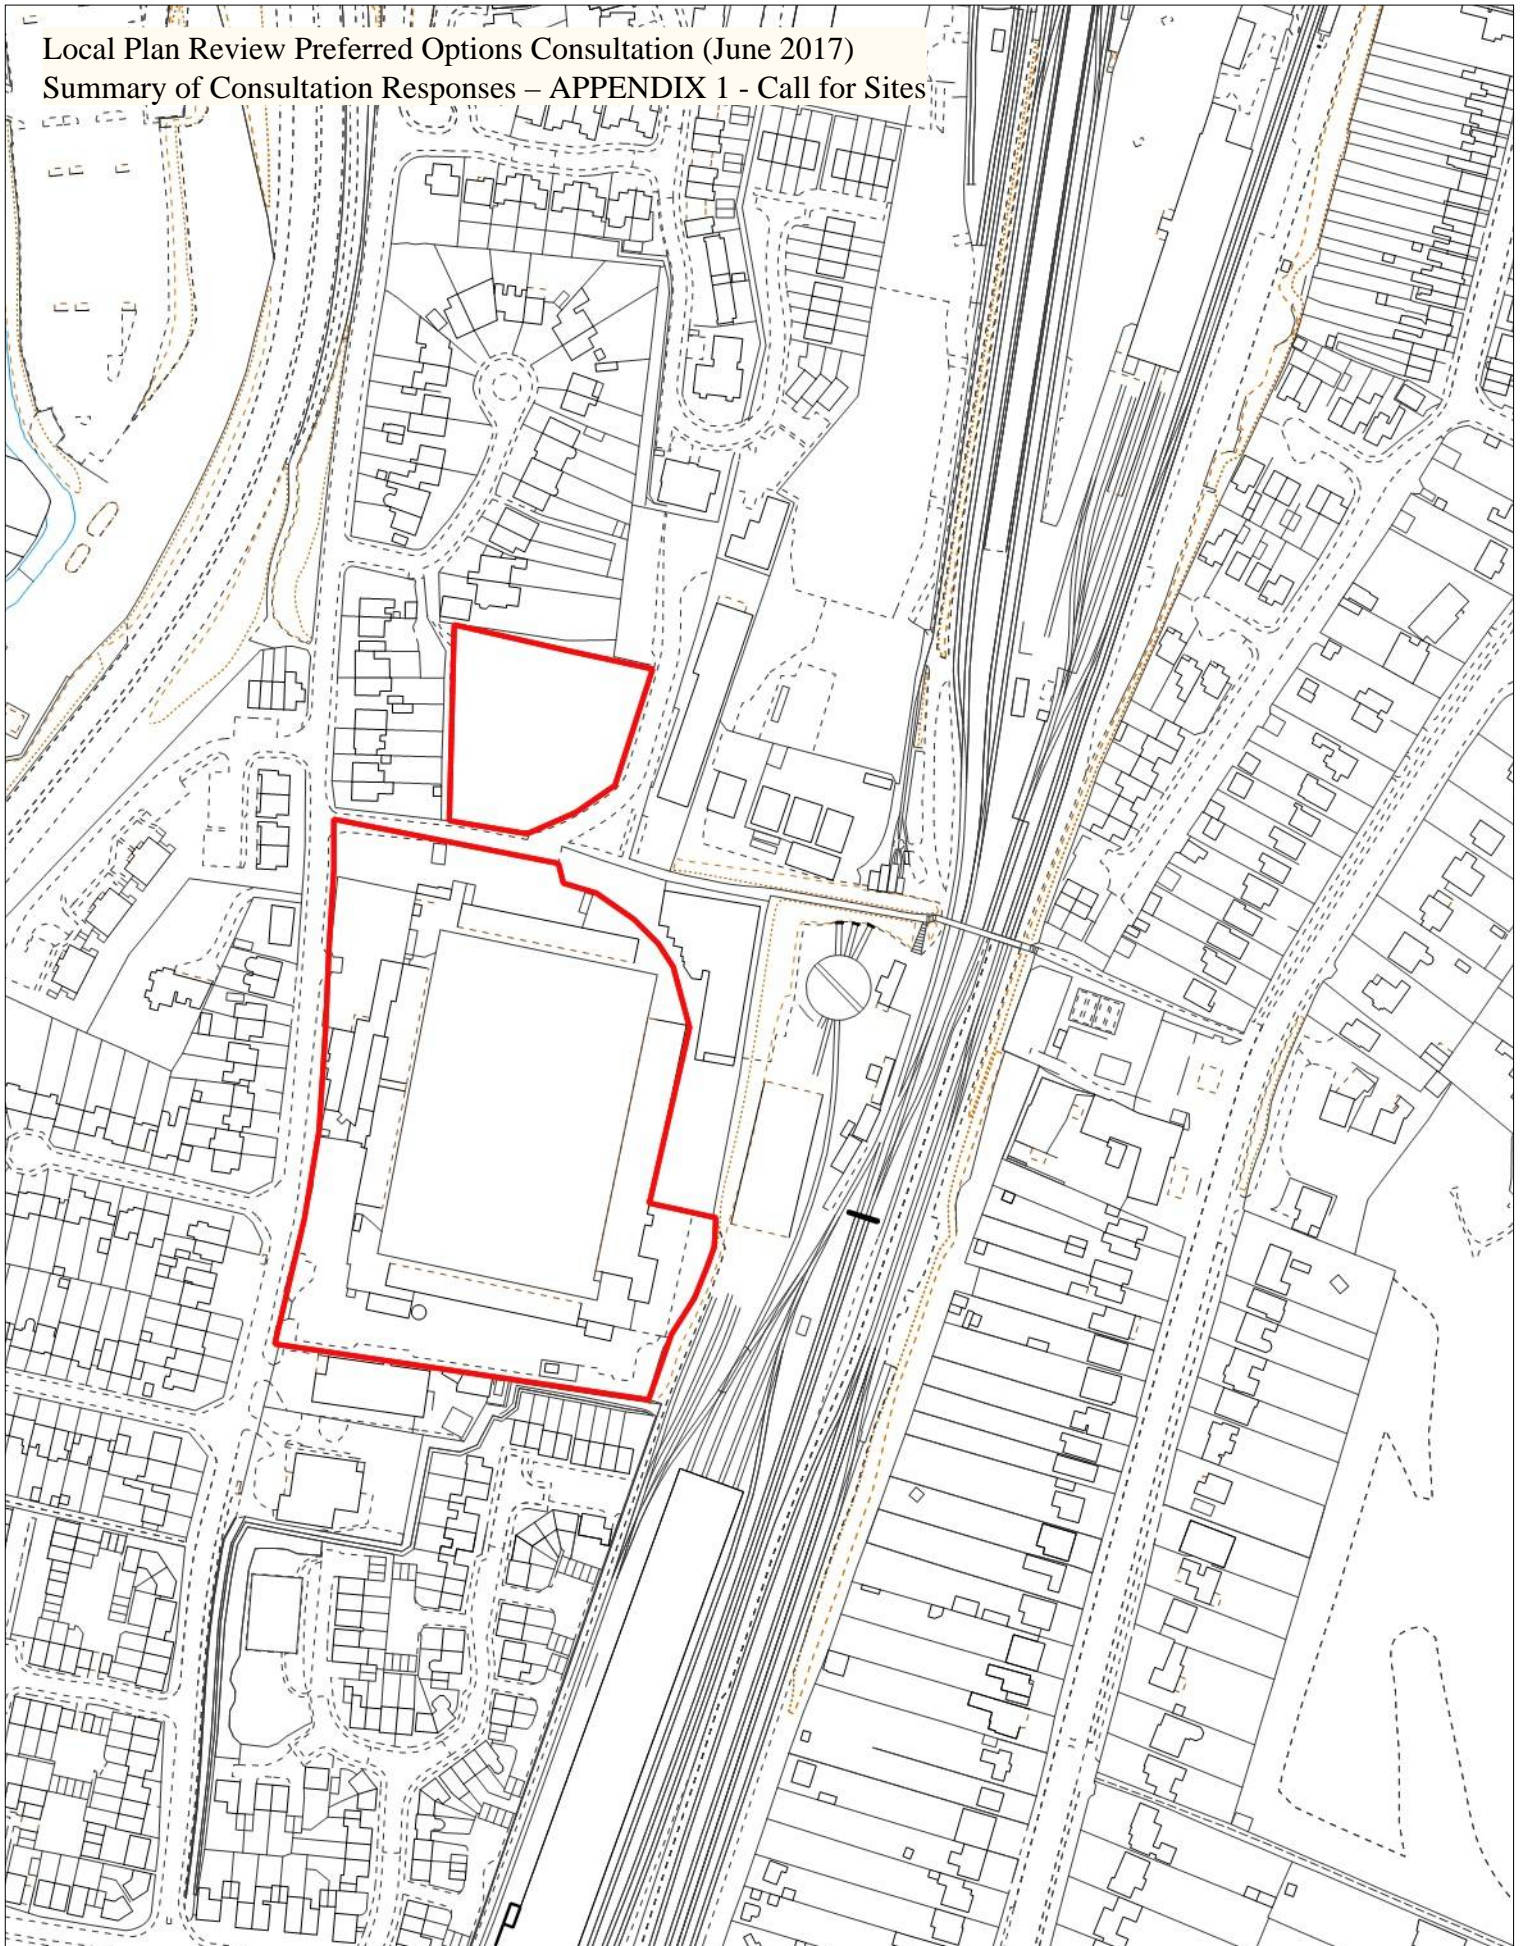 Local Plan Review Preferred Options Consultation (June 2017)
Summary of Consultation Responses – APPENDIX 1 - Call for Sites